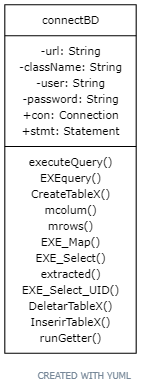 connectBD
-url: String
-className: String
-user: String
-password: String
+con: Connection
+stmt: Statement
executeQuery()
EXEquery()
CreateTableX()
mcolum()
mrows()
EXE_Map()
EXE_Select()
extracted()
EXE_Select_UID()
DeletarTableX()
InserirTableX()
runGetter()
CREATED WITH YUML